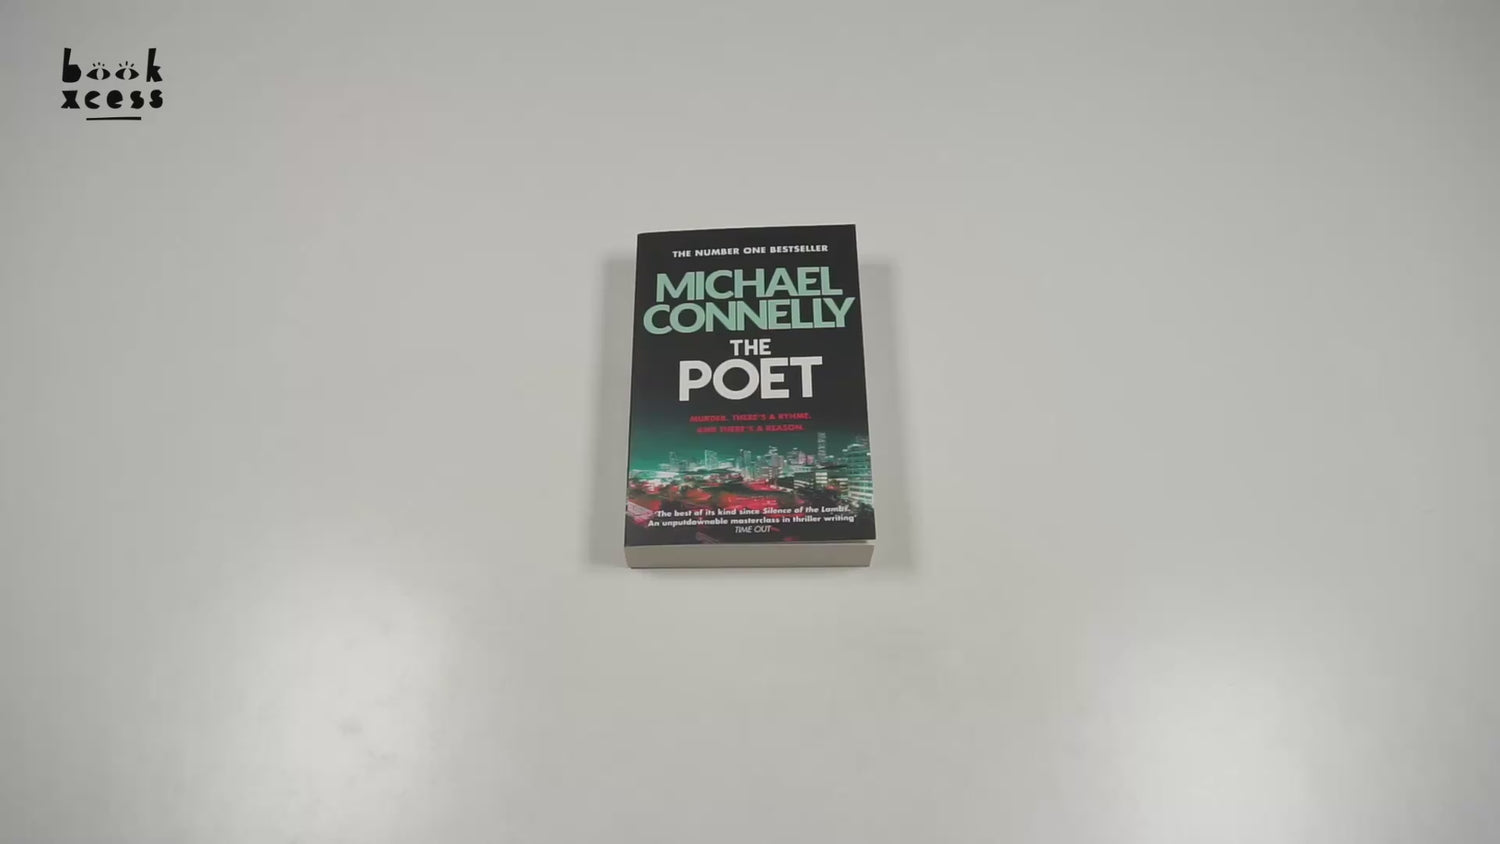 book
xcess
THE NUMBER ONE BESTSELLER
MICHAEL
CONNELLY
THE
POET
MURDER. THERE'S A RYHME.
AND THERE'S A REASON.
'The best of its kind since Silence of the Lambs.
An unputdownable masterclass in thriller writing'
TIME OUT